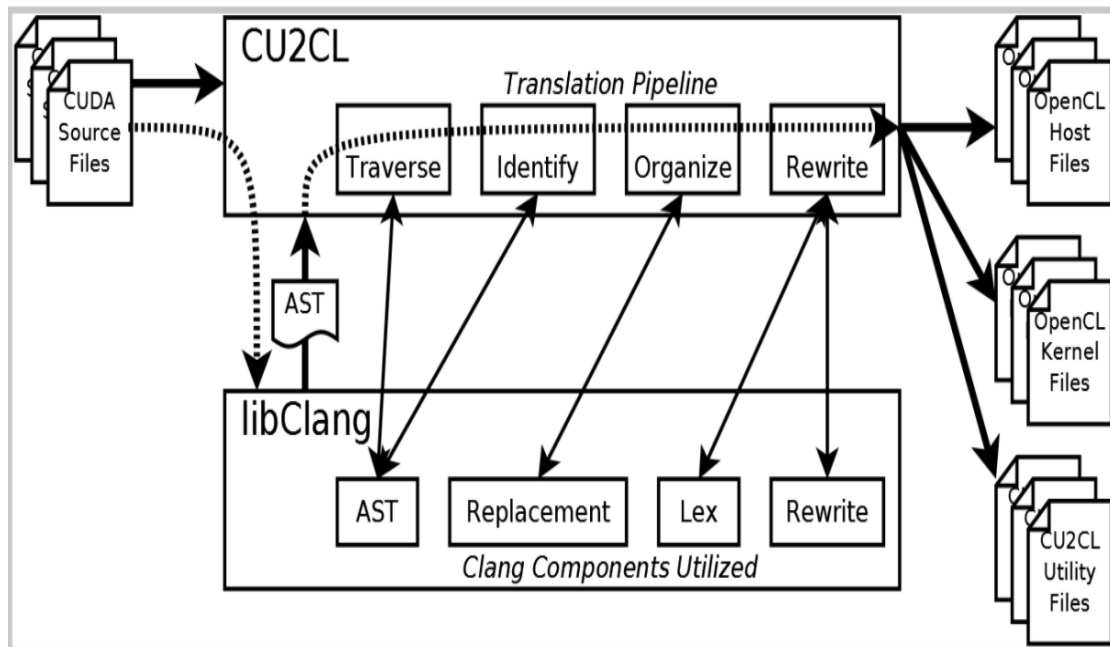 CU2CL
Translation Pipeline
CUDA
Source
Files
Traverse
Identify
Organize
Rewrite
OpenCL
Host
Files
AST
OpenCL
Kernel
Files
libClang
AST
Replacement
Lex
Rewrite
Clang Components Utilized
CU2CL
Utility
Files